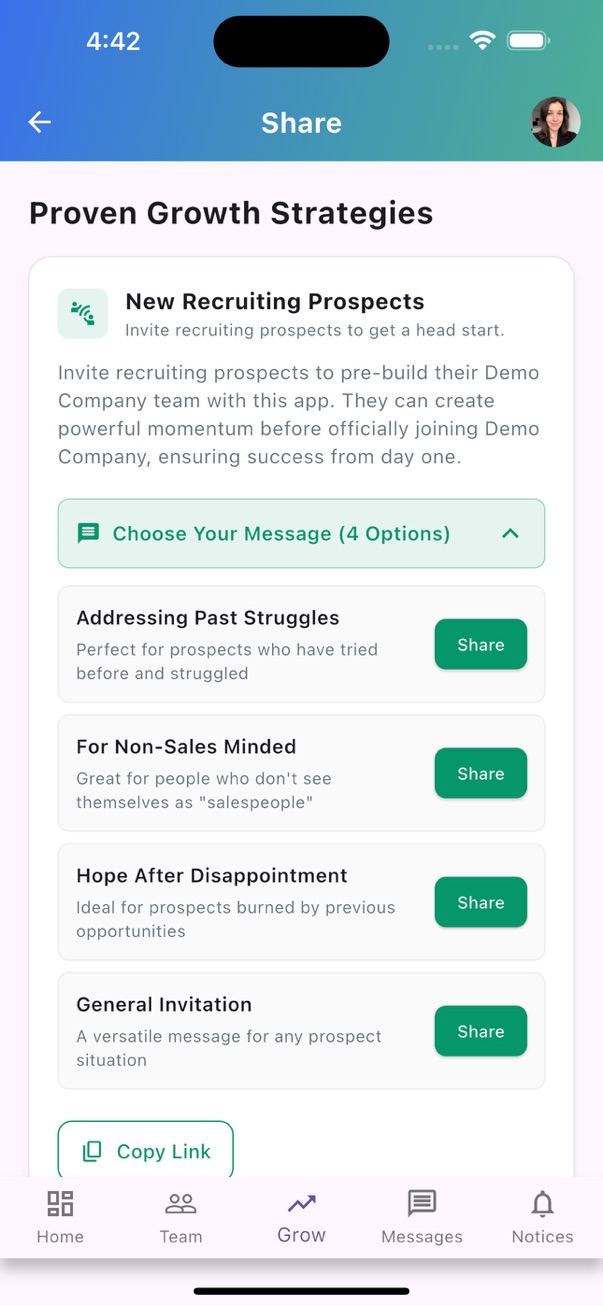 4:42
Share
Proven Growth Strategies
New Recruiting Prospects
Invite recruiting prospects to get a head start.
Invite recruiting prospects to pre-build their Demo
Company team with this app. They can create
powerful momentum before officially joining Demo
Company, ensuring success from day one.
Choose Your Message (4 Options)
Addressing Past Struggles
Perfect for prospects who have tried
before and struggled
Share
For Non-Sales Minded
Great for people who don't see
themselves as "salespeople"
Share
Hope After Disappointment
Ideal for prospects burned by previous
opportunities
Share
General Invitation
A versatile message for any prospect
situation
Share
Copy Link
Home
Team
Grow
Messages
Notices